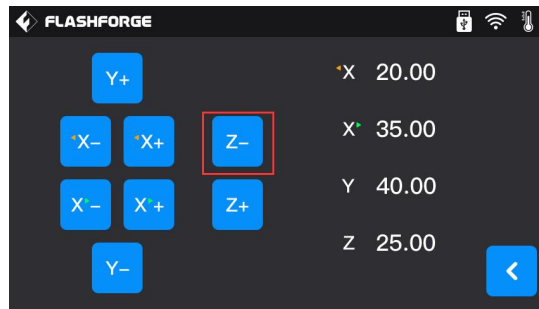 FLASHFORGE
Y+
X- X+ Z-
X- X+ Z+
Y-
X 20.00
X 35.00
Y 40.00
Z 25.00